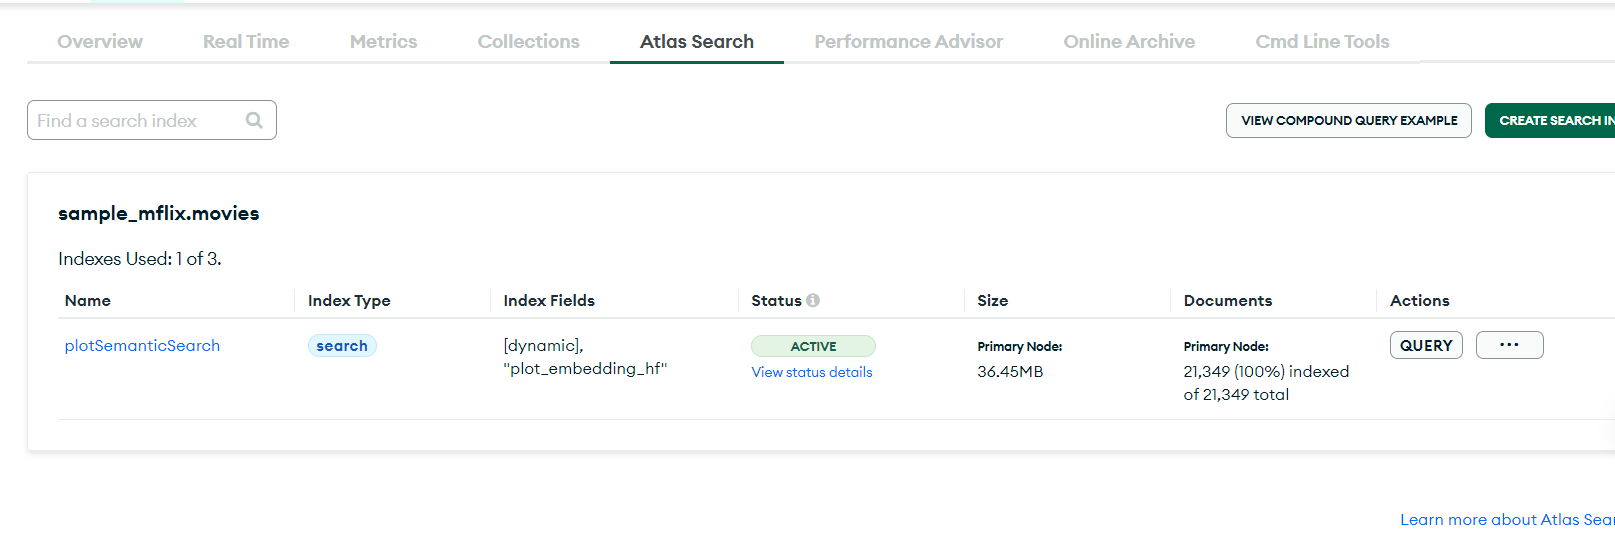 Overview Real Time Metrics Collections Atlas Search Performance Advisor Online Archive Cmd Line Tools
Find a search index
VIEW COMPOUND QUERY EXAMPLE
CREATE SEARCH IN
sample_mflix.movies
Indexes Used: 1 of 3.
Name Index Type Index Fields Status Size Documents Actions
plotSemanticSearch search [dynamic], "plot_embedding_hf" ACTIVE
View status details
Primary Node:
36.45MB
Primary Node:
21,349 (100%) indexed
of 21,349 total
QUERY ...
Learn more about Atlas Sear